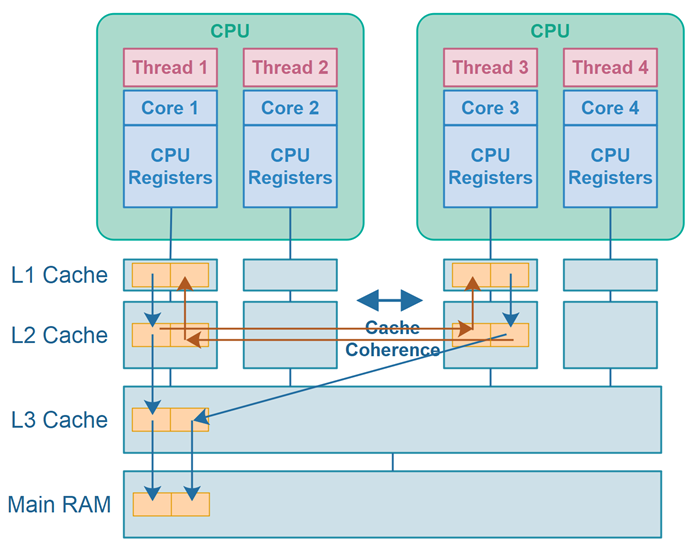 CPU
CPU
Thread 1
Thread 2
Thread 3
Thread 4
Core 1
Core 2
Core 3
Core 4
CPU
Registers
CPU
Registers
CPU
Registers
CPU
Registers
L1 Cache
L2 Cache
Cache
Coherence
L3 Cache
Main RAM